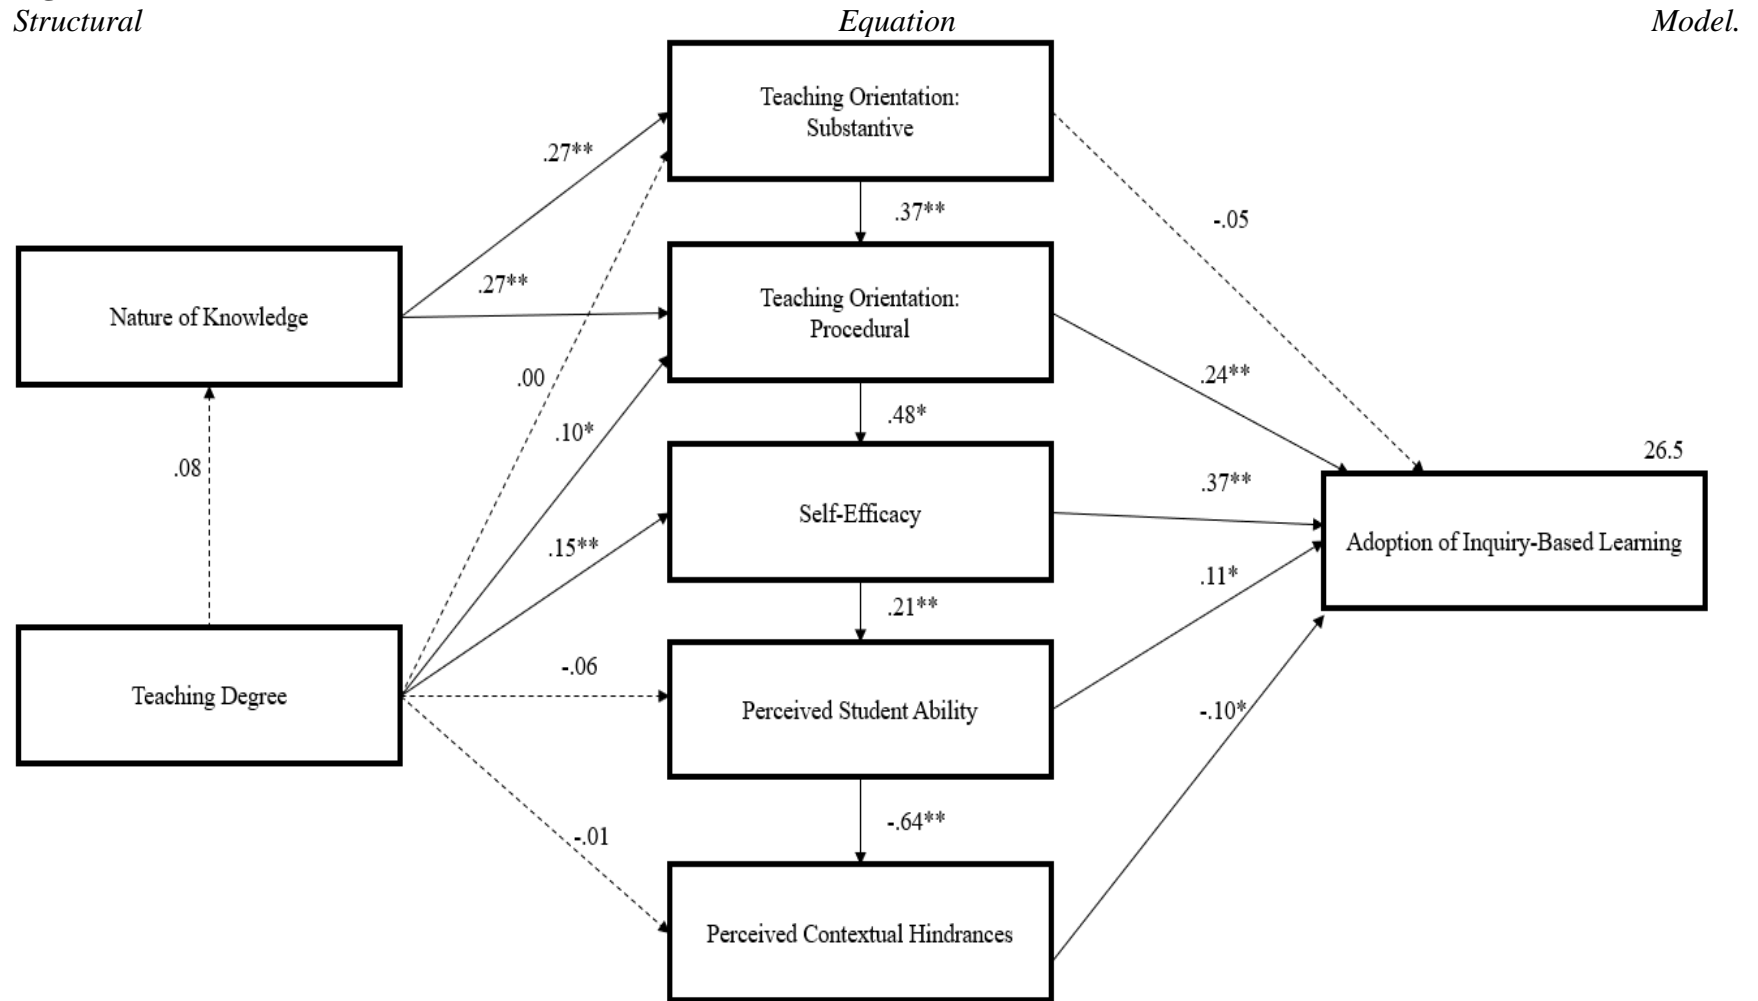 Structural Equation Model.
Teaching Orientation:
Substantive
.27**
.37**
-.05
Nature of Knowledge
.27**
Teaching Orientation:
Procedural
.00
.24**
.10*
.48*
.08
26.5
.37**
Self-Efficacy
Adoption of Inquiry-Based Learning
.15**
.11*
.21**
-.06
Teaching Degree
Perceived Student Ability
-.10*
-.64**
-.01
Perceived Contextual Hindrances